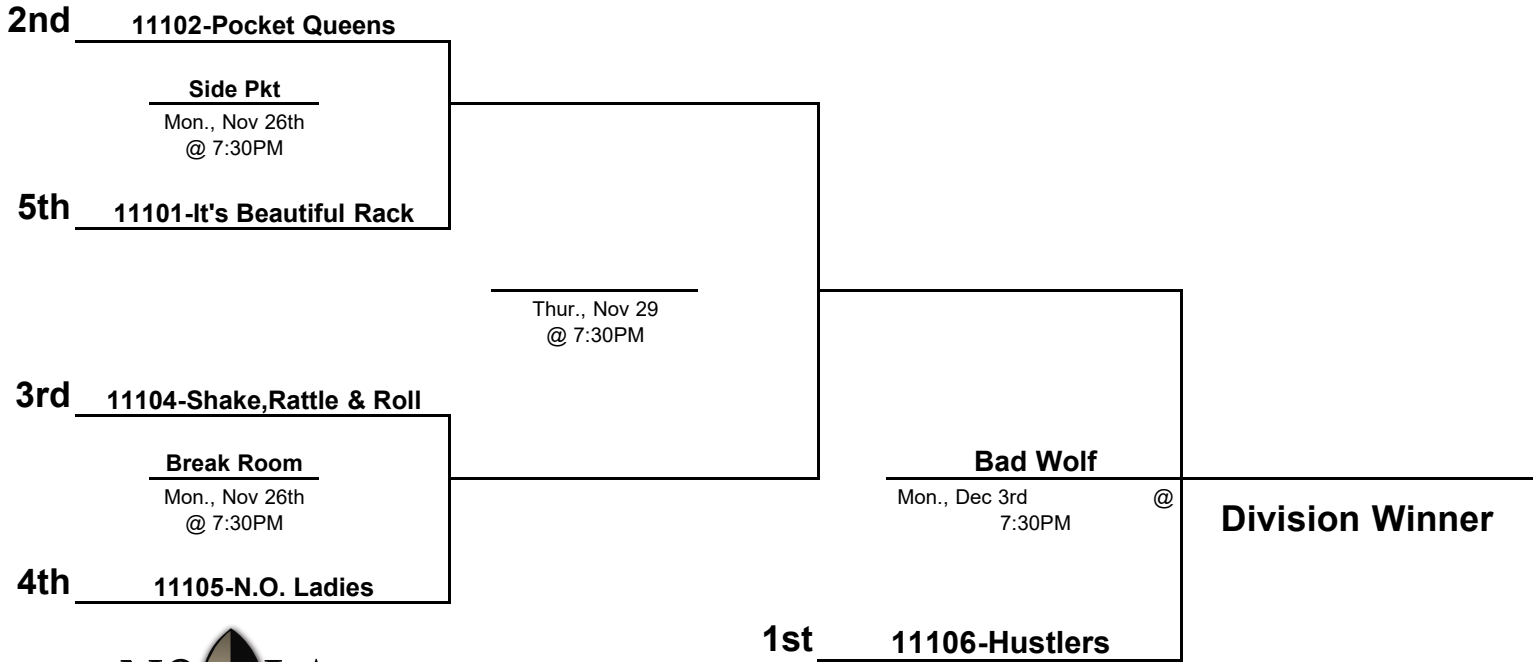 2nd 11102-Pocket Queens
Side Pkt
Mon., Nov 26th
@ 7:30PM
5th 11101-It's Beautiful Rack
Thur., Nov 29
@ 7:30PM
3rd 11104-Shake,Rattle & Roll
Break Room
Mon., Nov 26th
@ 7:30PM
4th 11105-N.O. Ladies
Bad Wolf
Mon., Dec 3rd @
7:30PM
Division Winner
1st 11106-Hustlers